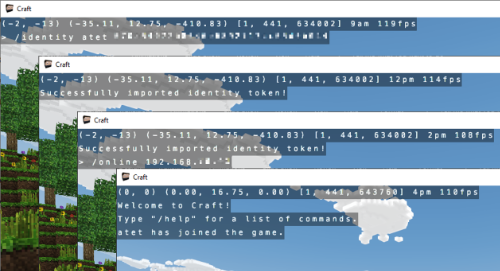 Craft
(-2, -13) (-35.11, 12.75, -410.83) [1, 441, 634002] 9am 119fps
> /identity atet
Craft
(-2, -13) (-35.11, 12.75, -410.83) [1, 441, 634002] 12pm 114fps
Successfully imported identity token!
Craft
(-2, -13) (-35.11, 12.75, -410.83) [1, 441, 634002] 2pm 108fps
Successfully imported identity token!
> /online 192.168.
Craft
(0, 0) (0.00, 16.75, 0.00) [1, 441, 643760] 4pm 110fps
Welcome to Craft!
Type "/help" for a list of commands.
atet has joined the game.